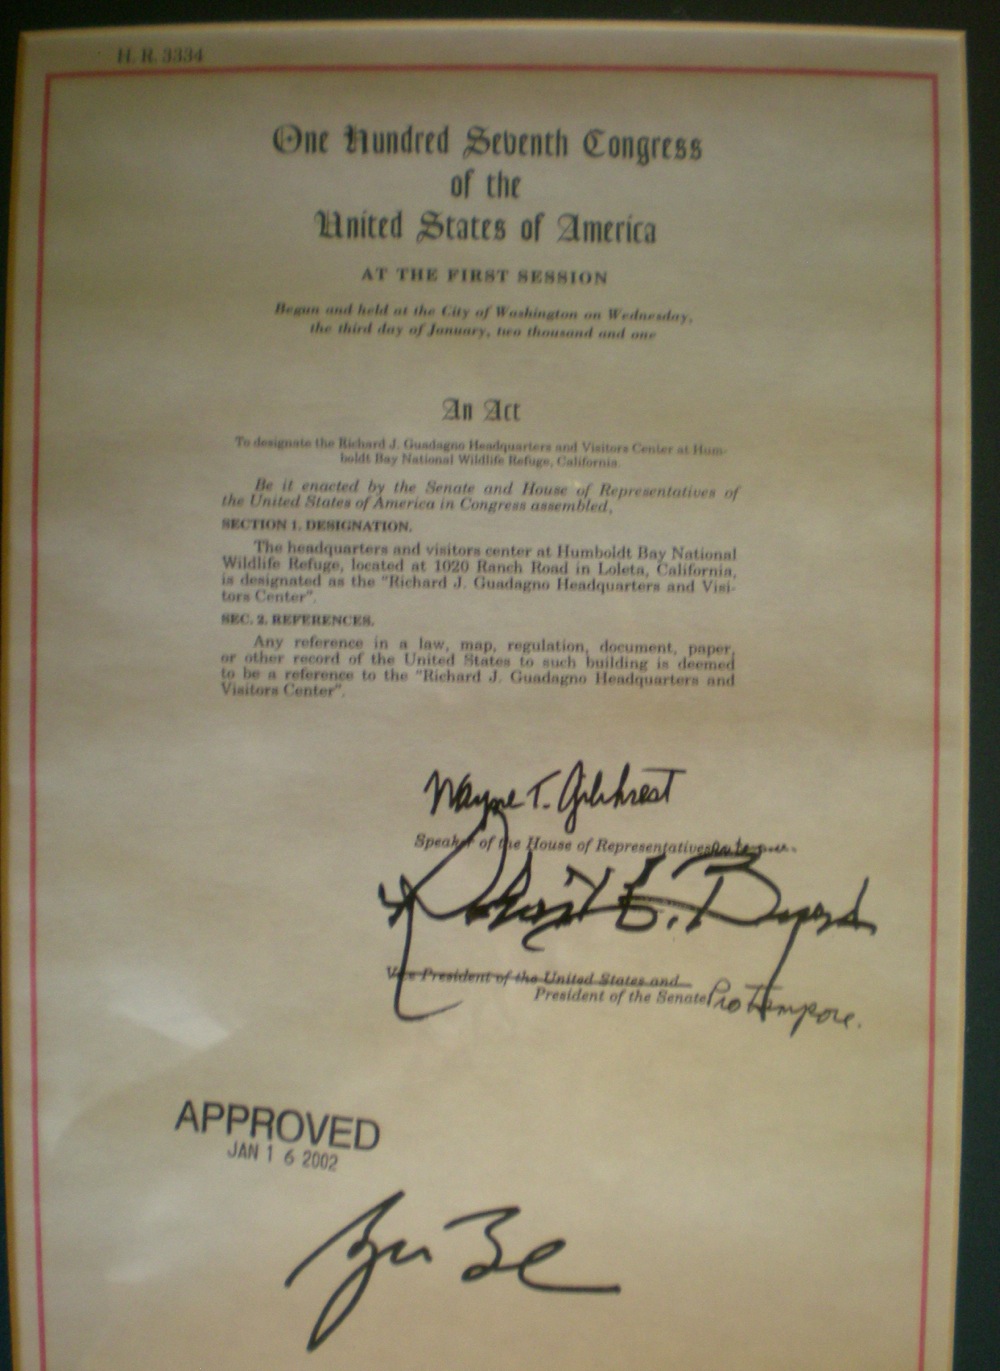 H. R. 3334
One Hundred Seventh Congress
of the
United States of America
AT THE FIRST SESSION
Begun and held at the City of Washington on Wednesday,
the third day of January, two thousand and one
An Act
To designate the Richard J. Guadagno Headquarters and Visitors Center at Hum-
boldt Bay National Wildlife Refuge, California.
Be it enacted by the Senate and House of Representatives of
the United States of America in Congress assembled,
SECTION 1. DESIGNATION.
The headquarters and visitors center at Humboldt Bay National
Wildlife Refuge, located at 1020 Ranch Road in Loleta, California,
is designated as the "Richard J. Guadagno Headquarters and Visi-
tors Center".
SEC. 2. REFERENCES.
Any reference in a law, map, regulation, document, paper,
or other record of the United States to such building is deemed
to be a reference to the "Richard J. Guadagno Headquarters and
Visitors Center".
Wayne T. Gilchrest
Speaker of the House of Representatives
Robert C. Byrd
Vice President of the United States and
President of the Senate Pro Tempore.
APPROVED
JAN 16 2002